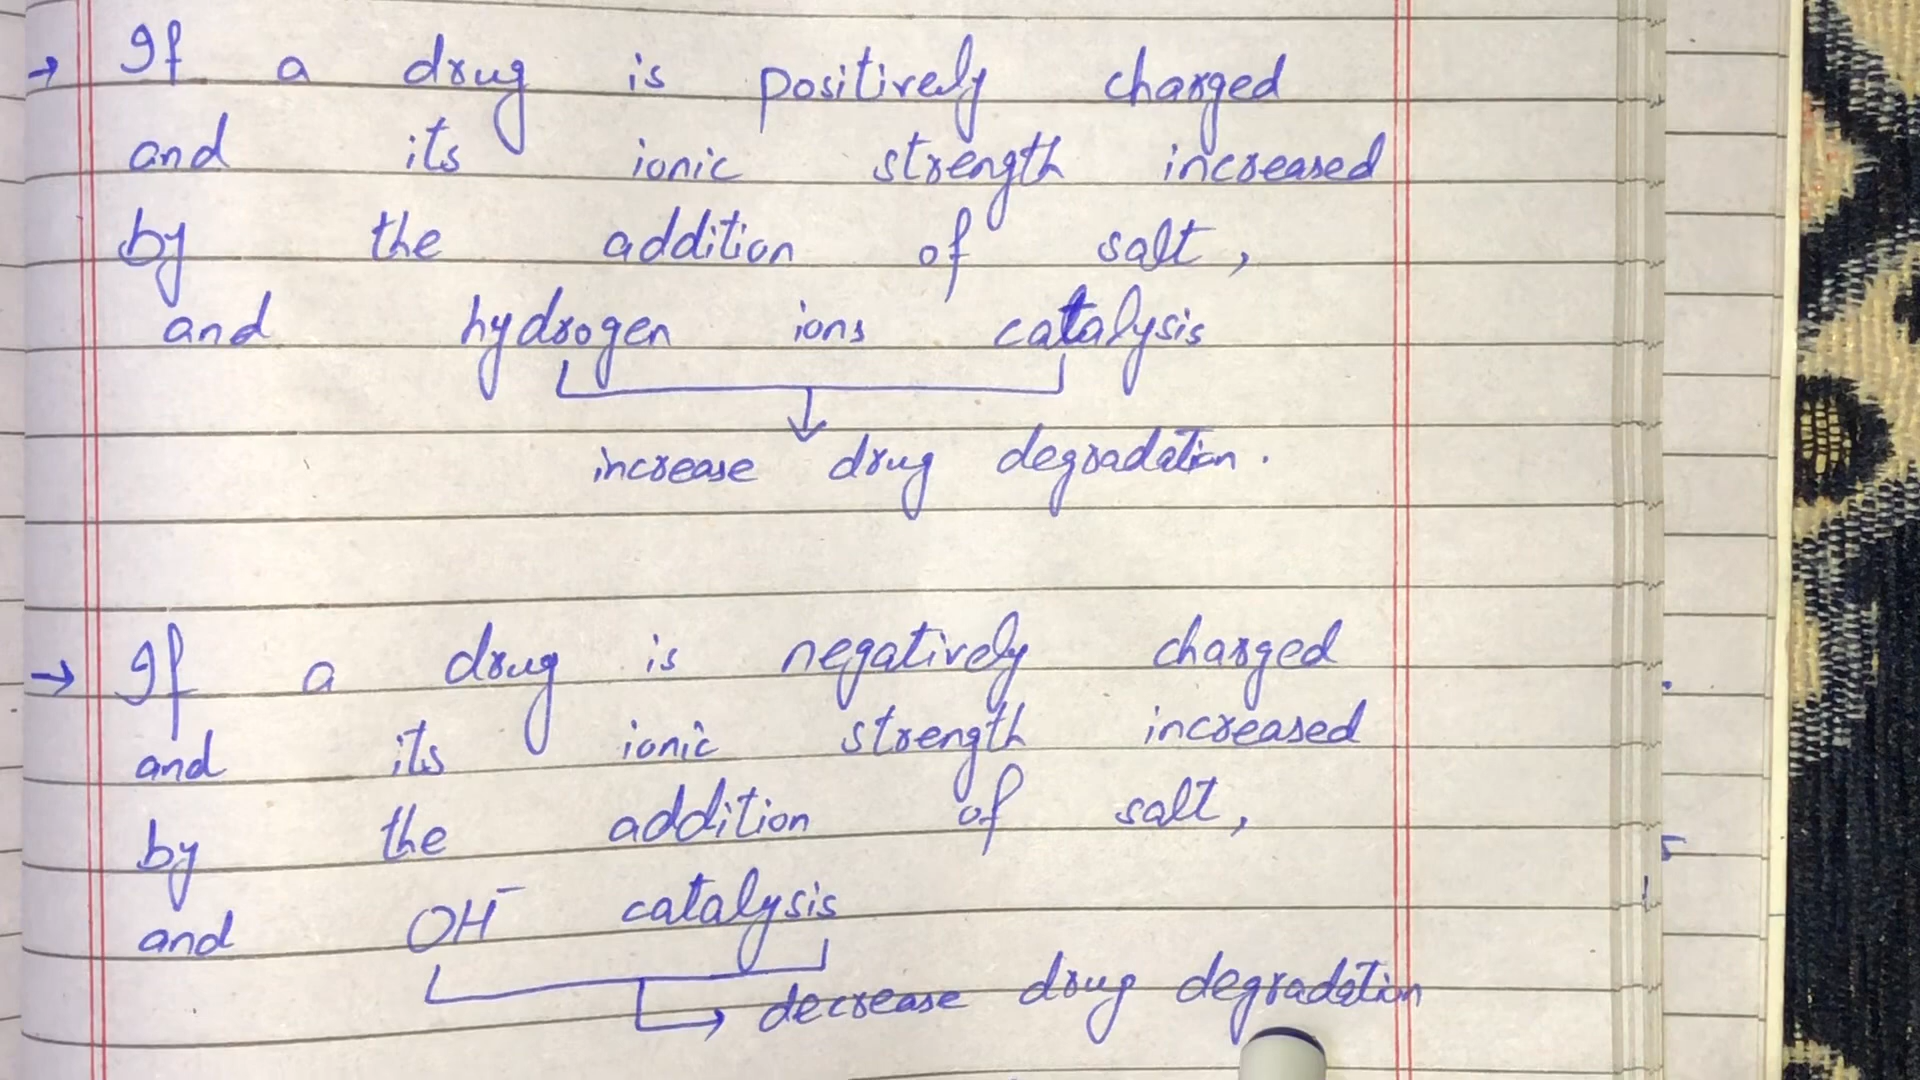 → If a drug is positively charged
and its ionic strength increased
by the addition of salt,
and hydrogen ions catalysis
increase drug degradation.
→ If a drug is negatively charged
and its ionic strength increased
by the addition of salt,
and OH⁻ catalysis
→ decrease drug degradation